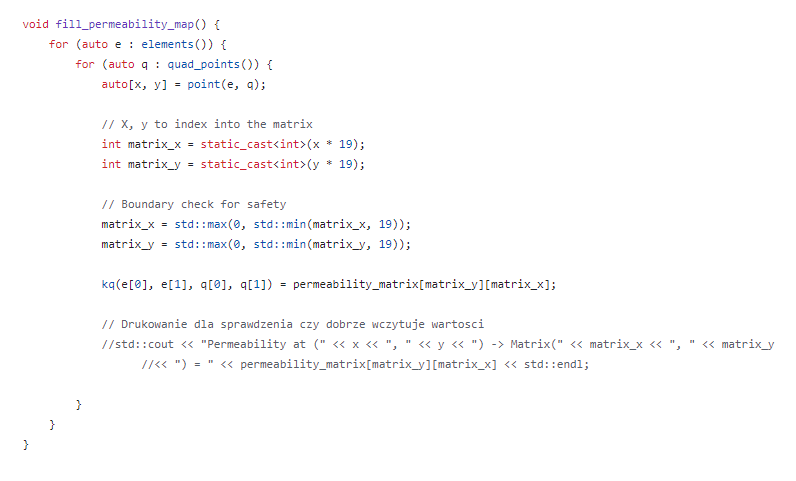 void fill_permeability_map() {
    for (auto e : elements()) {
        for (auto q : quad_points()) {
            auto[x, y] = point(e, q);

            // X, y to index into the matrix
            int matrix_x = static_cast<int>(x * 19);
            int matrix_y = static_cast<int>(y * 19);

            // Boundary check for safety
            matrix_x = std::max(0, std::min(matrix_x, 19));
            matrix_y = std::max(0, std::min(matrix_y, 19));

            kq(e[0], e[1], q[0], q[1]) = permeability_matrix[matrix_y][matrix_x];

            // Drukowanie dla sprawdzenia czy dobrze wczytuje wartosci
            //std::cout << "Permeability at (" << x << ", " << y << ") -> Matrix(" << matrix_x << ", " << matrix_y
                  //<< ") = " << permeability_matrix[matrix_y][matrix_x] << std::endl;

        }
    }
}